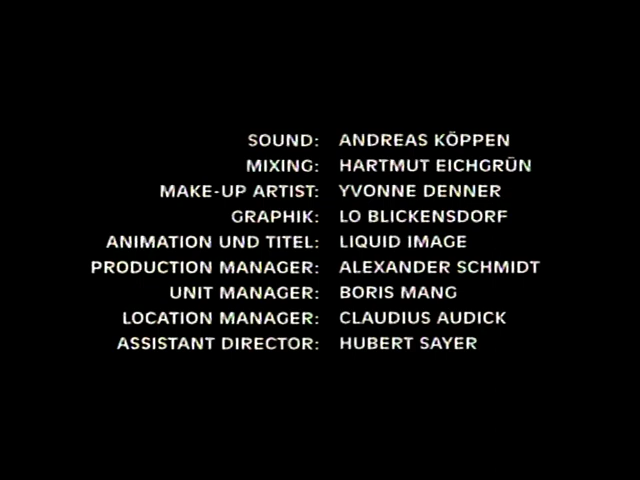 SOUND: ANDREAS KÖPPEN
MIXING: HARTMUT EICHGRÜN
MAKE-UP ARTIST: YVONNE DENNER
GRAPHIK: LO BLICKENSDORF
ANIMATION UND TITEL: LIQUID IMAGE
PRODUCTION MANAGER: ALEXANDER SCHMIDT
UNIT MANAGER: BORIS MANG
LOCATION MANAGER: CLAUDIUS AUDICK
ASSISTANT DIRECTOR: HUBERT SAYER